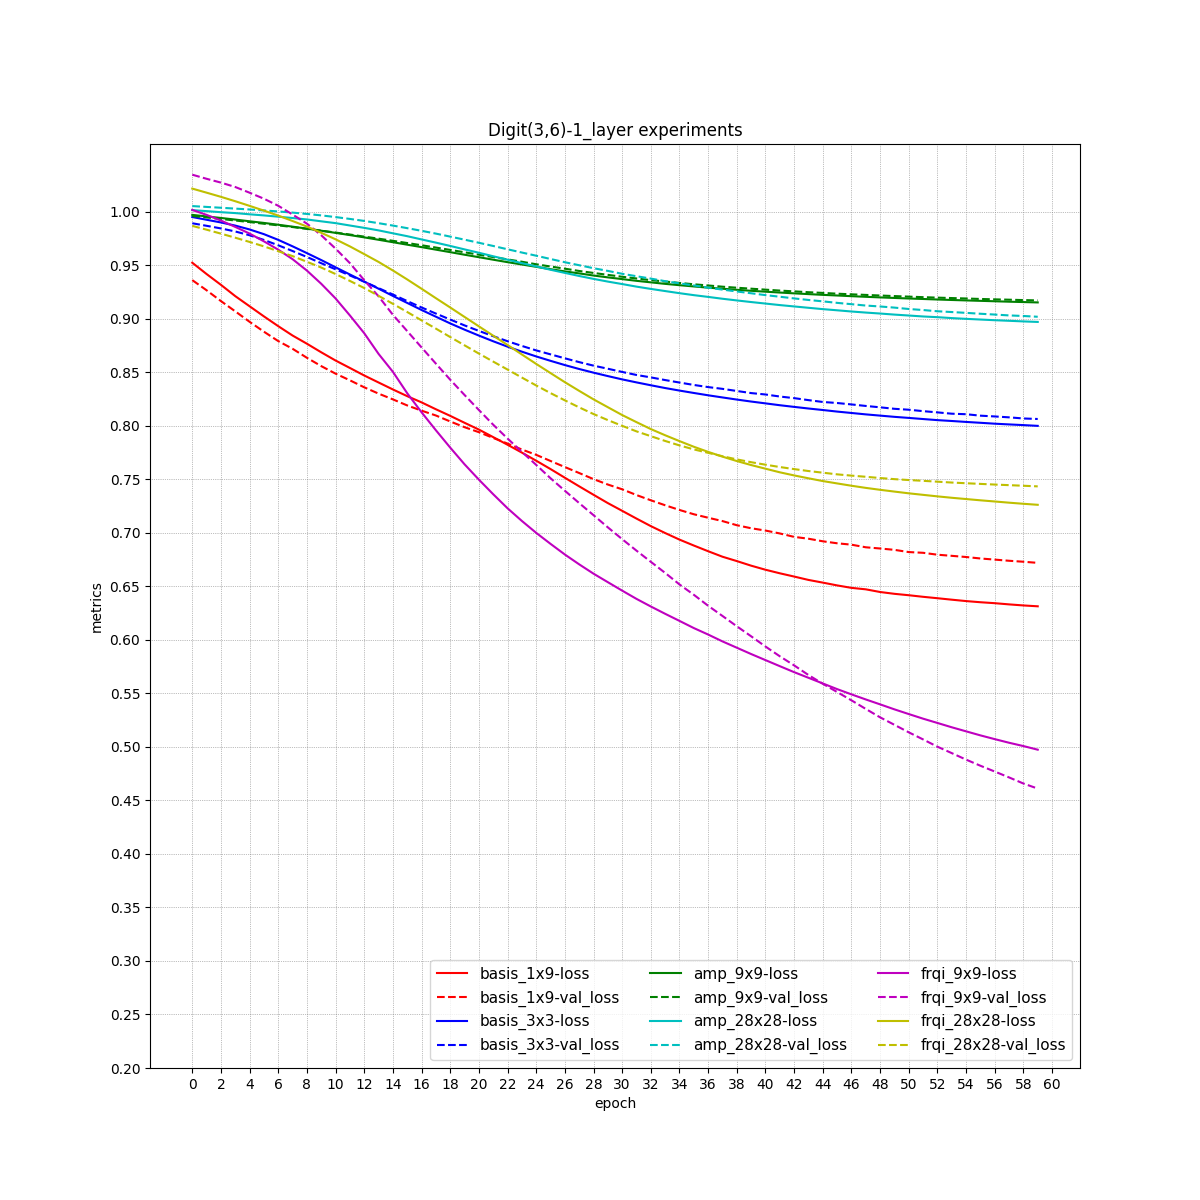 Digit(3,6)-1_layer experiments
metrics
1.00
0.95
0.90
0.85
0.80
0.75
0.70
0.65
0.60
0.55
0.50
0.45
0.40
0.35
0.30
0.25
0.20
basis_1x9-loss
basis_1x9-val_loss
basis_3x3-loss
basis_3x3-val_loss
amp_9x9-loss
amp_9x9-val_loss
amp_28x28-loss
amp_28x28-val_loss
frqi_9x9-loss
frqi_9x9-val_loss
frqi_28x28-loss
frqi_28x28-val_loss
0 2 4 6 8 10 12 14 16 18 20 22 24 26 28 30 32 34 36 38 40 42 44 46 48 50 52 54 56 58 60
epoch